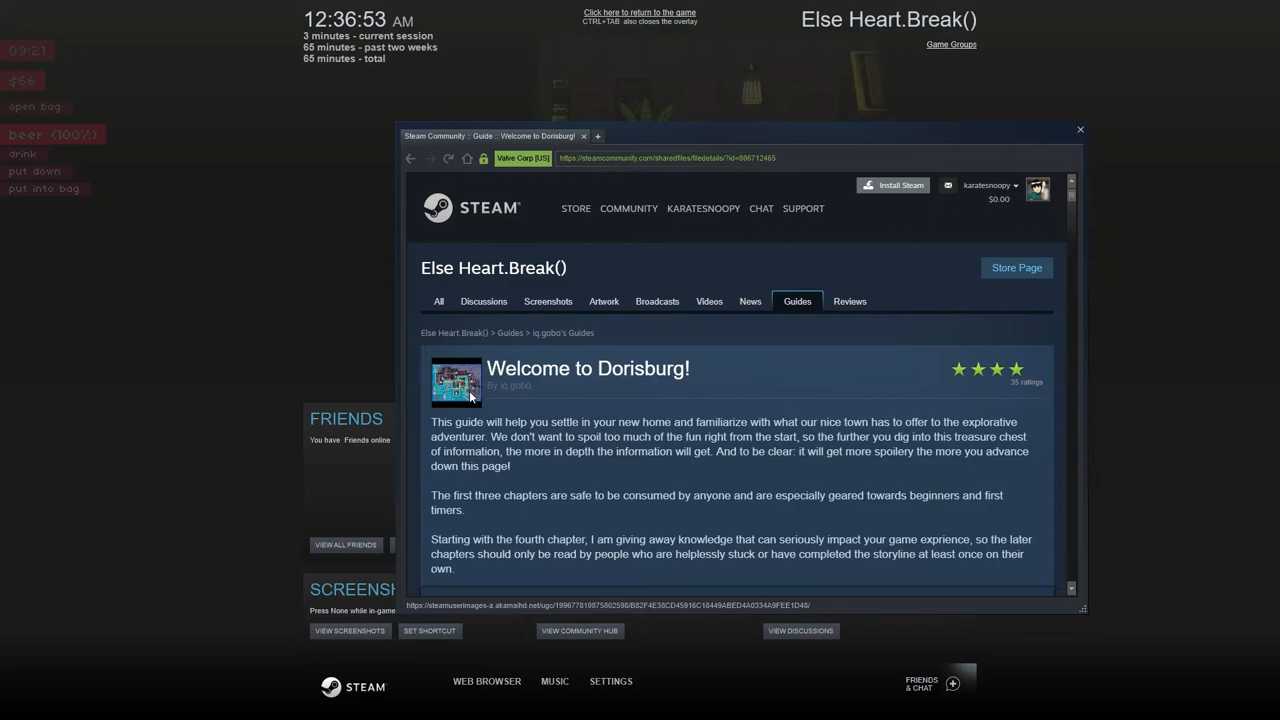 12:36:53 AM
3 minutes - current session
65 minutes - past two weeks
65 minutes - total
Click here to return to the game
CTRL+TAB also closes the overlay
Else Heart.Break()
Game Groups
09:21
$66
open bag
beer (100%)
drink
put down
put into bag
Steam Community :: Guide :: Welcome to Dorisburg!
Valve Corp [US]
https://steamcommunity.com/sharedfiles/filedetails/?id=806712465
Install Steam
karatesnoopy
$0.00
STEAM
STORE COMMUNITY KARATESNOOPY CHAT SUPPORT
Else Heart.Break()
Store Page
All Discussions Screenshots Artwork Broadcasts Videos News Guides Reviews
Else Heart.Break() > Guides > iq.gobo's Guides
Welcome to Dorisburg!
By iq.gobo
35 ratings
This guide will help you settle in your new home and familiarize with what our nice town has to offer to the explorative
adventurer. We don't want to spoil too much of the fun right from the start, so the further you dig into this treasure chest
of information, the more in depth the information will get. And to be clear: it will get more spoilery the more you advance
down this page!
The first three chapters are safe to be consumed by anyone and are especially geared towards beginners and first
timers.
Starting with the fourth chapter, I am giving away knowledge that can seriously impact your game exprience, so the later
chapters should only be read by people who are helplessly stuck or have completed the storyline at least once on their
own.
https://steamuserimages-a.akamaihd.net/ugc/199677810875802598/B82F4E38CD45916C18449ABED4A0334A9FEE1D48/
FRIENDS
You have Friends online
VIEW ALL FRIENDS
SCREENSH
Press None while in-game
VIEW SCREENSHOTS
SET SHORTCUT
VIEW COMMUNITY HUB
VIEW DISCUSSIONS
STEAM
WEB BROWSER MUSIC SETTINGS
FRIENDS
& CHAT